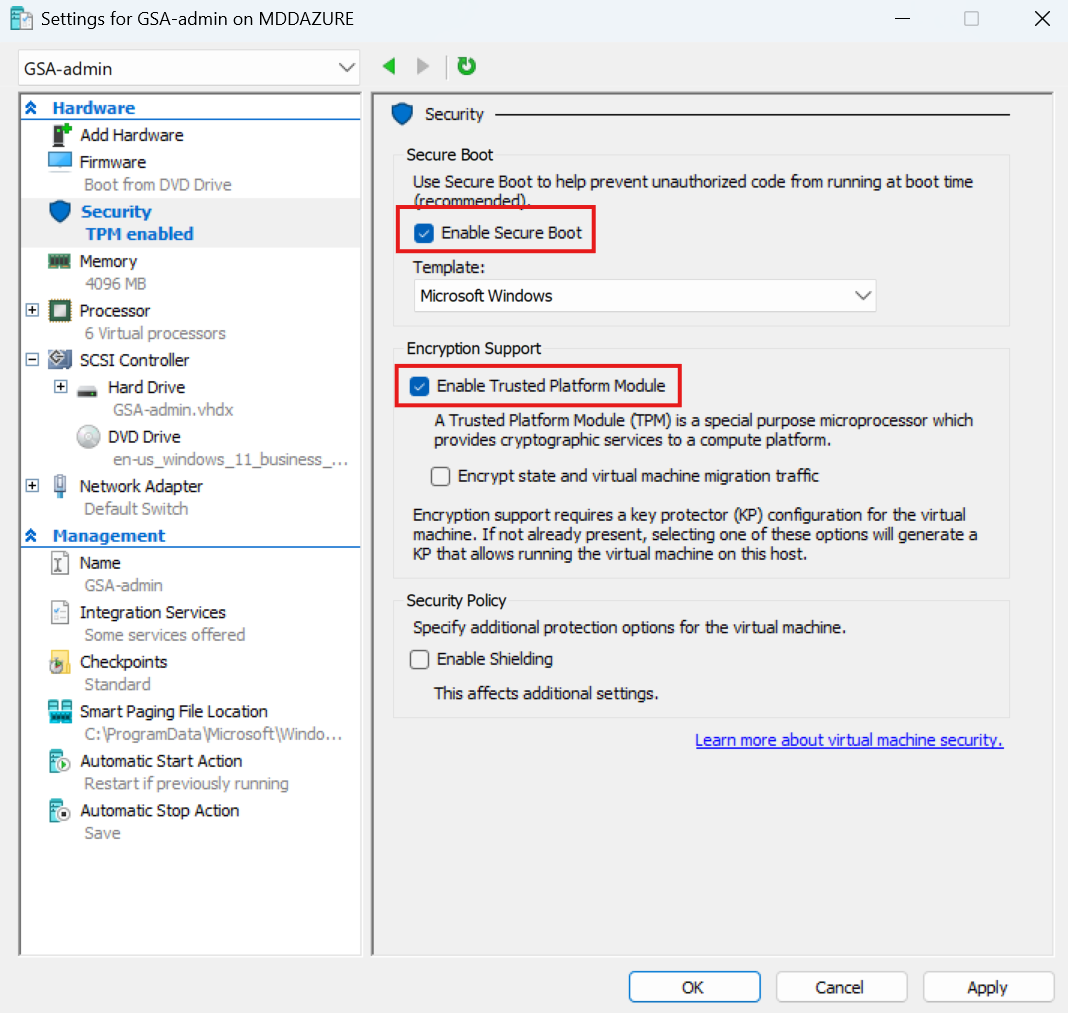 Settings for GSA-admin on MDDAZURE
GSA-admin
Hardware
Add Hardware
Firmware
Boot from DVD Drive
Security
TPM enabled
Memory
4096 MB
Processor
6 Virtual processors
SCSI Controller
Hard Drive
GSA-admin.vhdx
DVD Drive
en-us_windows_11_business_...
Network Adapter
Default Switch
Management
Name
GSA-admin
Integration Services
Some services offered
Checkpoints
Standard
Smart Paging File Location
C:\ProgramData\Microsoft\Windo...
Automatic Start Action
Restart if previously running
Automatic Stop Action
Save
Security
Secure Boot
Use Secure Boot to help prevent unauthorized code from running at boot time
(recommended).
Enable Secure Boot
Template:
Microsoft Windows
Encryption Support
Enable Trusted Platform Module
A Trusted Platform Module (TPM) is a special purpose microprocessor which
provides cryptographic services to a compute platform.
Encrypt state and virtual machine migration traffic
Encryption support requires a key protector (KP) configuration for the virtual
machine. If not already present, selecting one of these options will generate a
KP that allows running the virtual machine on this host.
Security Policy
Specify additional protection options for the virtual machine.
Enable Shielding
This affects additional settings.
Learn more about virtual machine security.
OK
Cancel
Apply